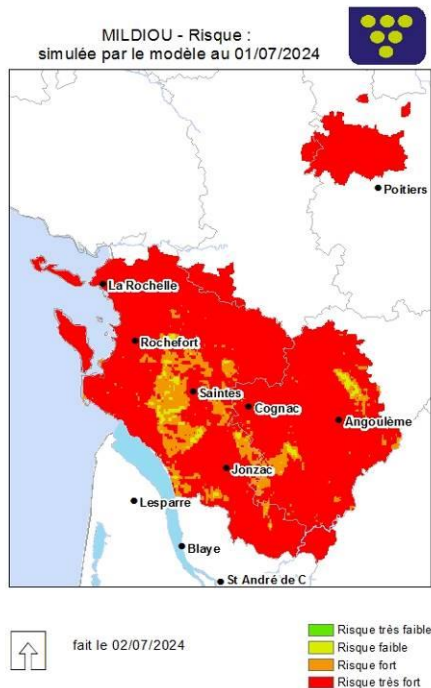 MILDIOU - Risque :
simulée par le modèle au 01/07/2024
Poitiers
La Rochelle
Rochefort
Saintes
Cognac
Angoulême
Jonzac
Lesparre
Blaye
St André de C
fait le 02/07/2024
Risque très faible
Risque faible
Risque fort
Risque très fort